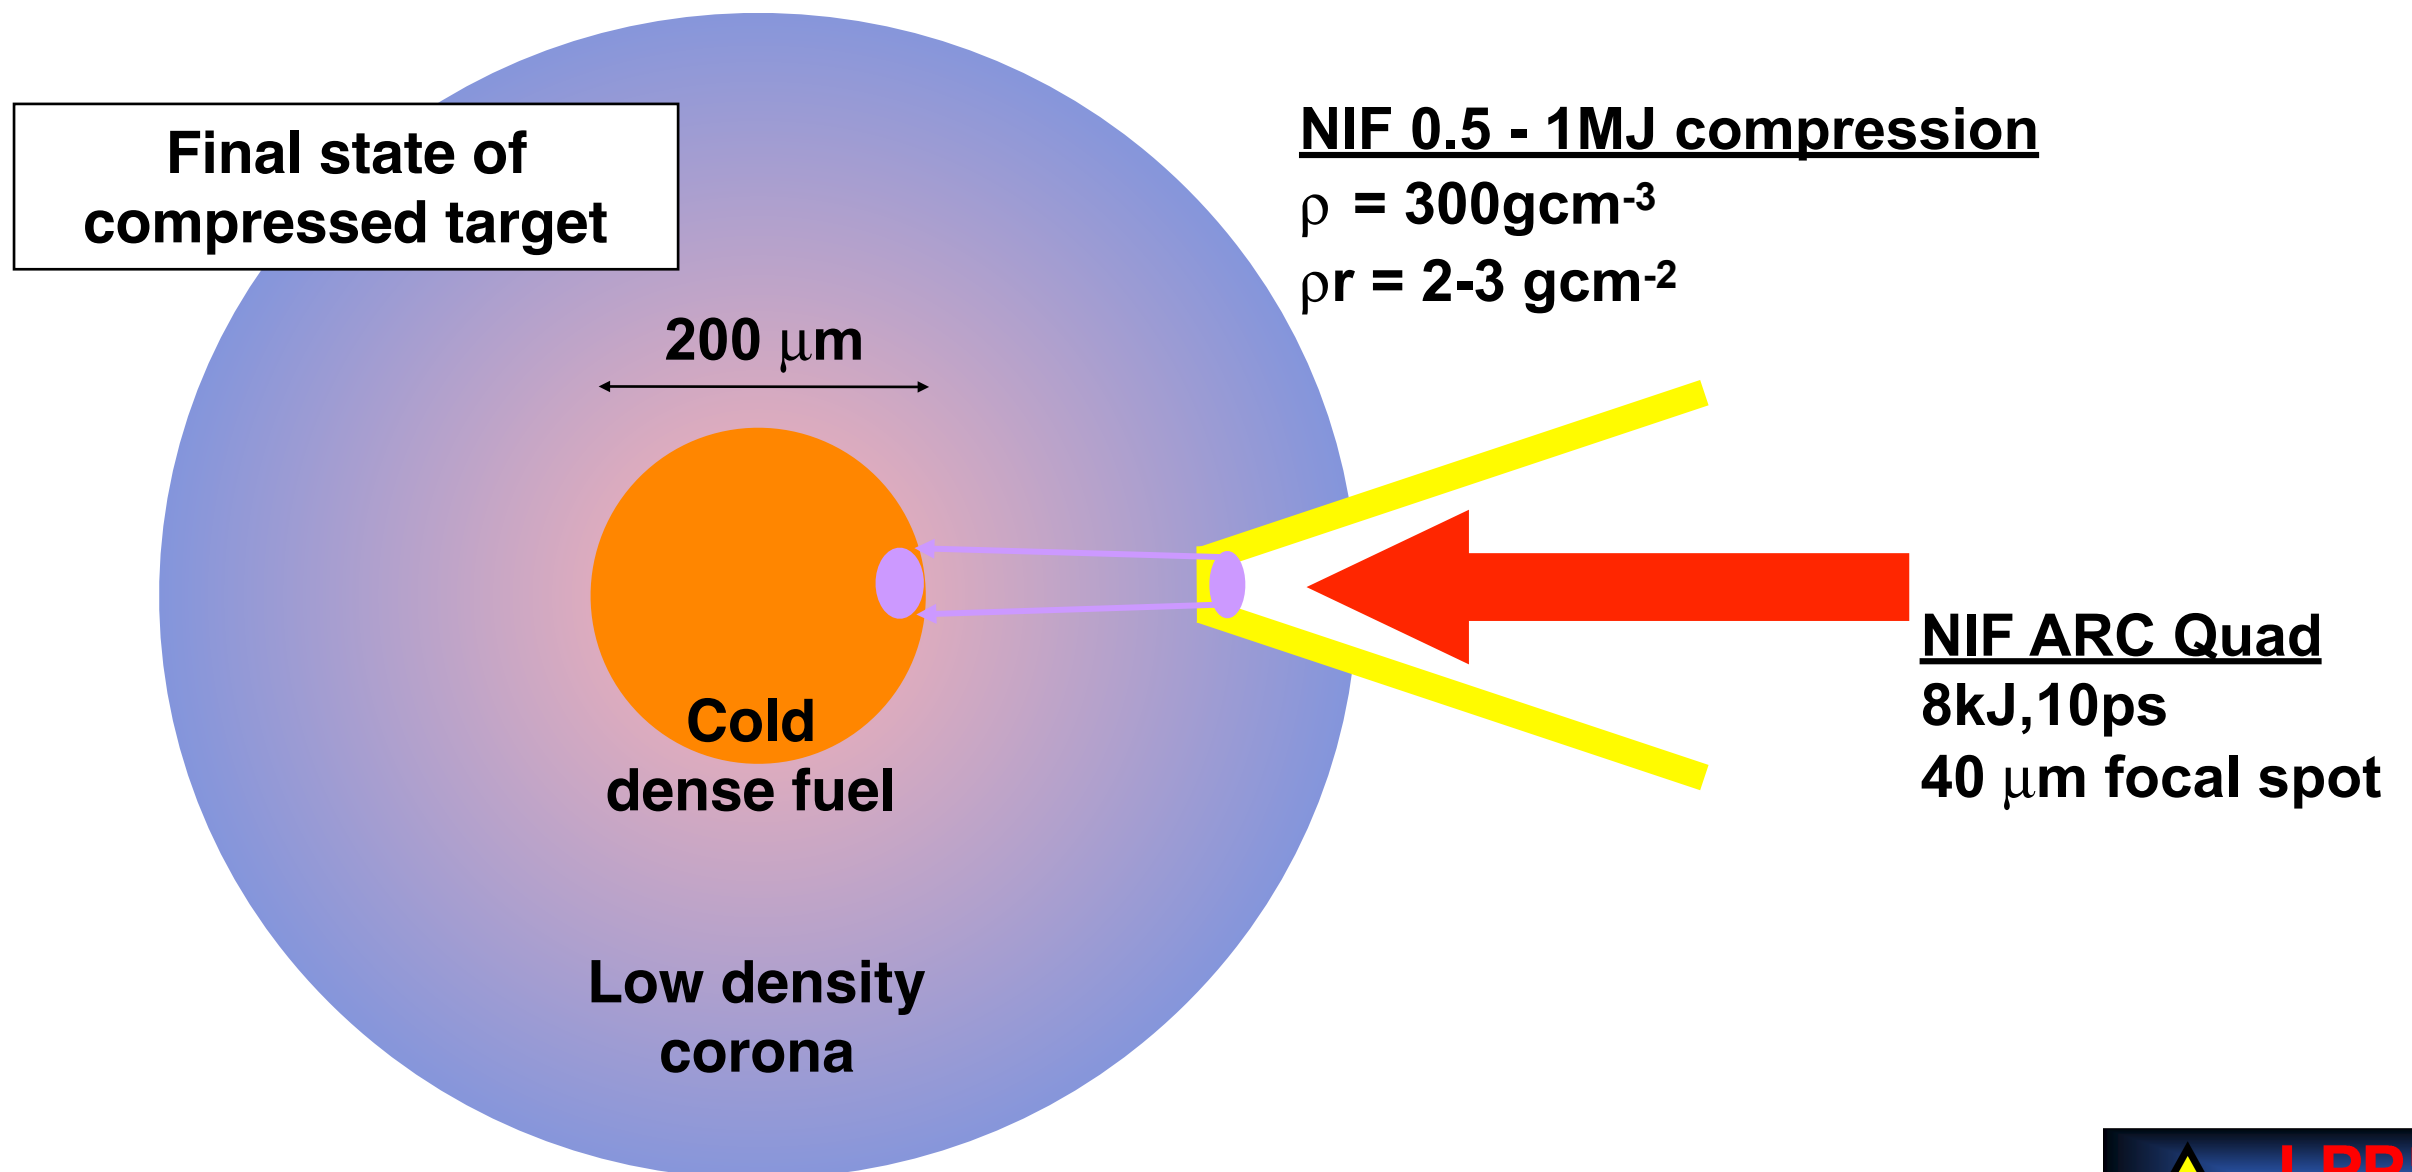 Final state of
compressed target
NIF 0.5 - 1MJ compression
ρ = 300gcm⁻³
ρr = 2-3 gcm⁻²
200 μm
Cold
dense fuel
NIF ARC Quad
8kJ,10ps
40 μm focal spot
Low density
corona